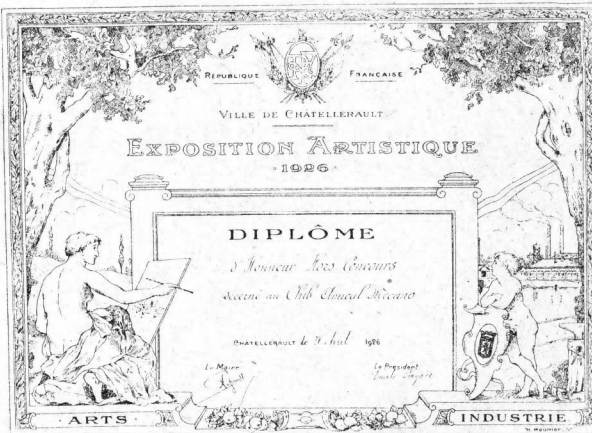 RÉPUBLIQUE FRANÇAISE
VILLE DE CHATELLERAULT
EXPOSITION ARTISTIQUE
1926
DIPLÔME
d'Honneur Hors Concours
décerné au Club Meccano
CHATELLERAULT le 1926
Le Maire
Le Président
ARTS
INDUSTRIE
H. MEUNIER